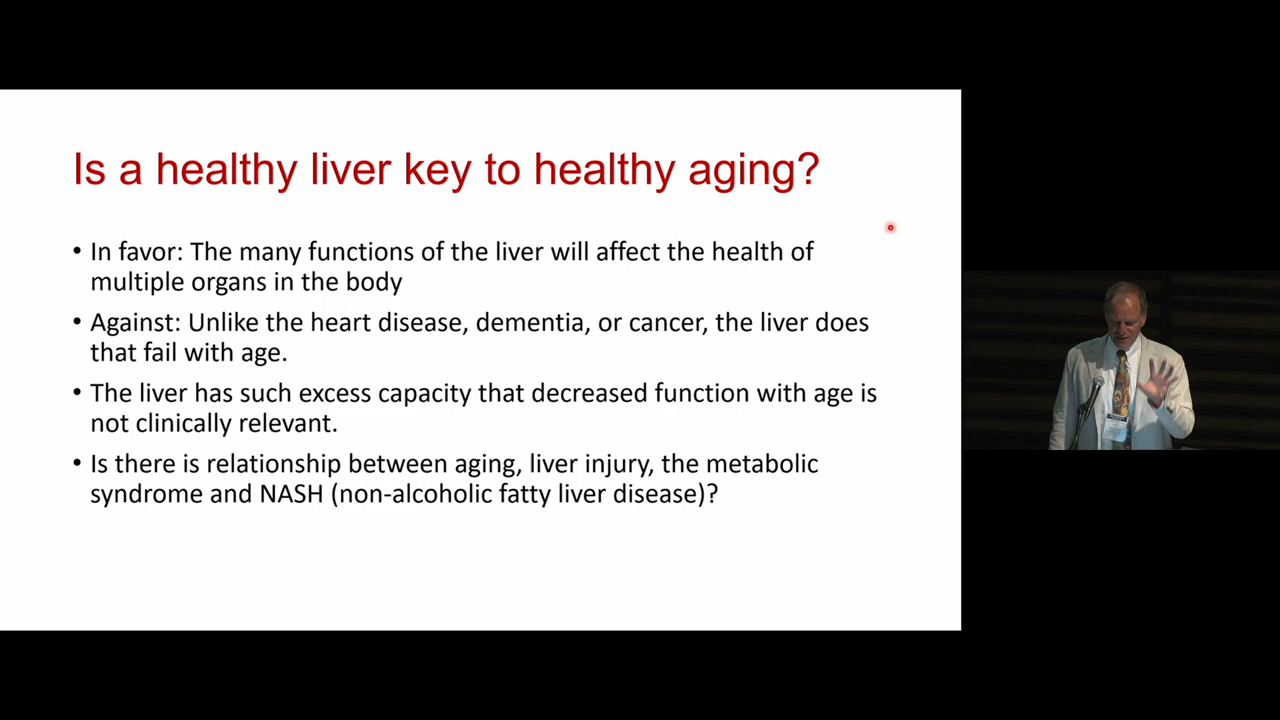 Is a healthy liver key to healthy aging?
• In favor: The many functions of the liver will affect the health of
multiple organs in the body
• Against: Unlike the heart disease, dementia, or cancer, the liver does
that fail with age.
• The liver has such excess capacity that decreased function with age is
not clinically relevant.
• Is there is relationship between aging, liver injury, the metabolic
syndrome and NASH (non-alcoholic fatty liver disease)?